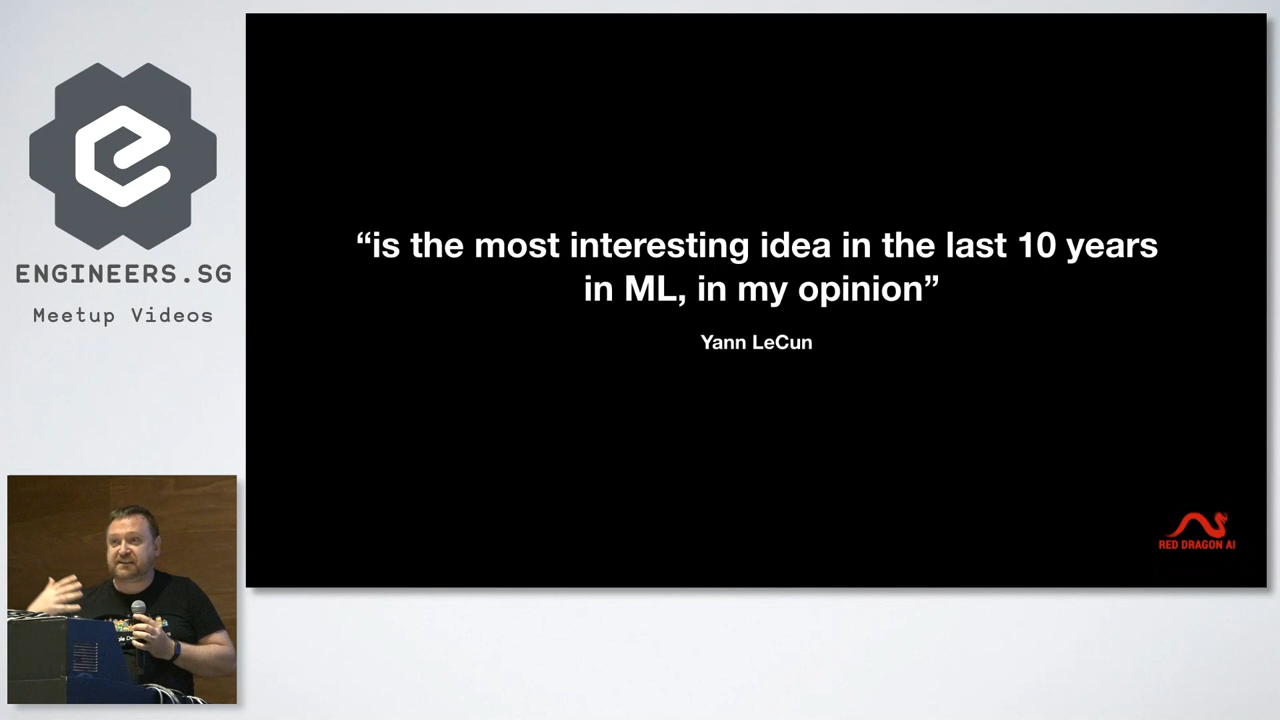 ENGINEERS.SG
Meetup Videos
“is the most interesting idea in the last 10 years
in ML, in my opinion”
Yann LeCun
RED DRAGON AI